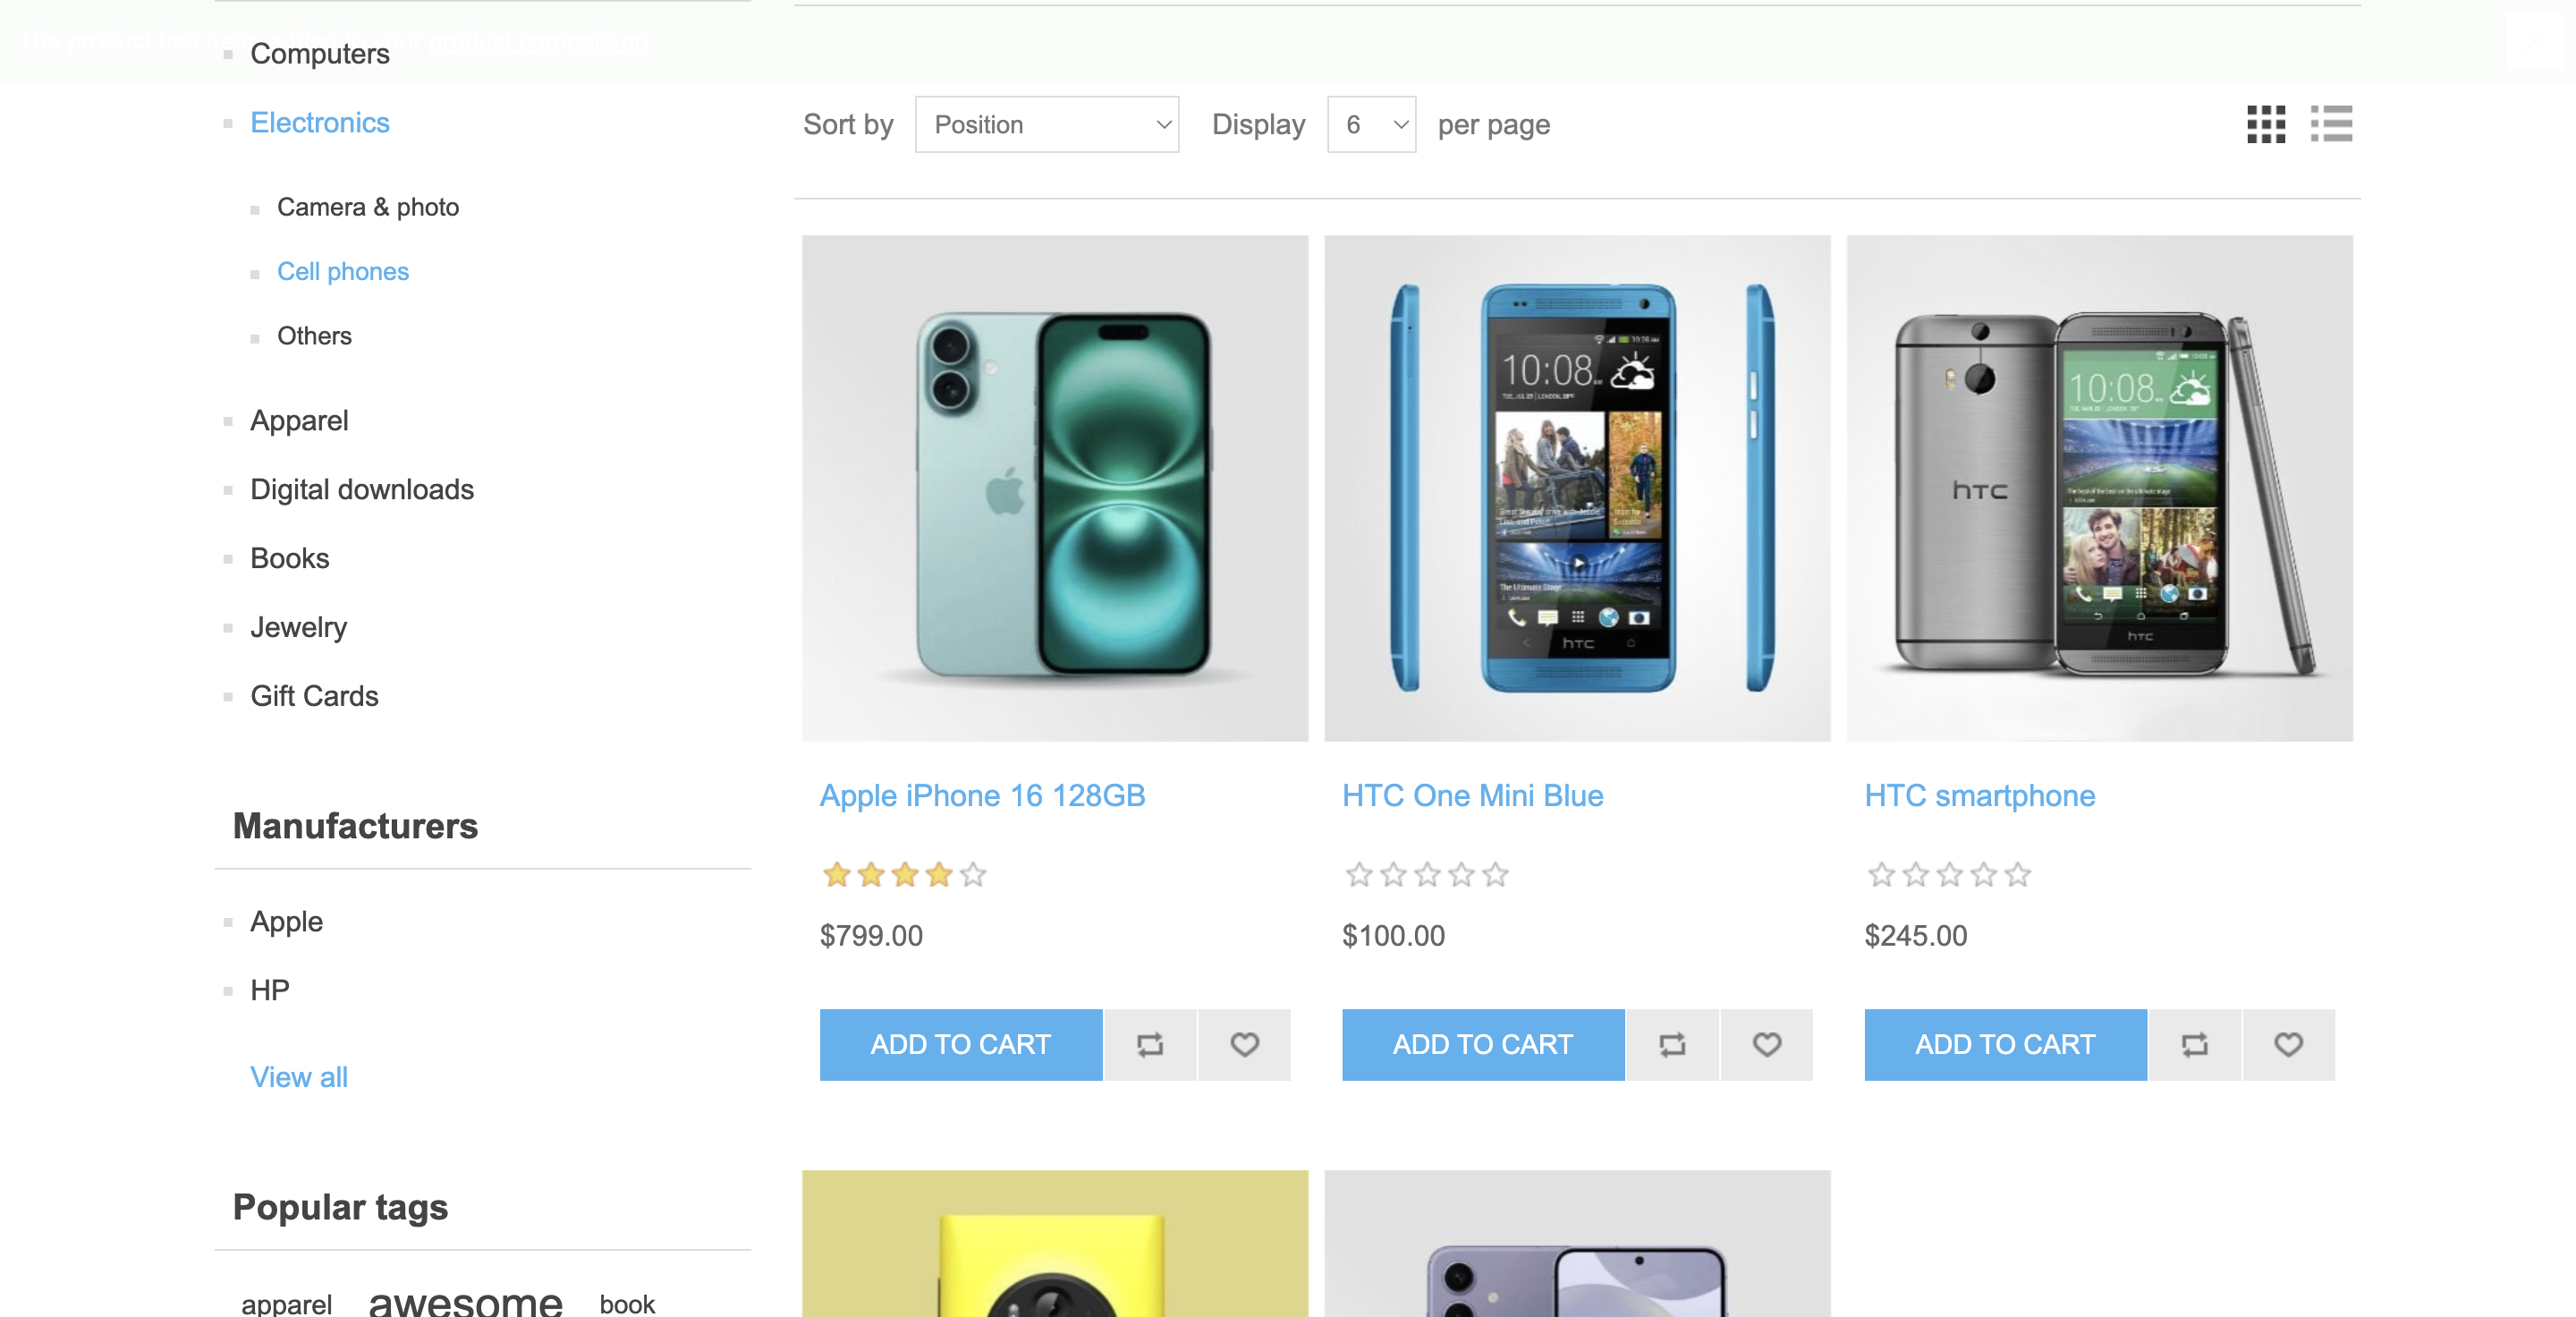 The product has been added to your product comparison
Computers
Electronics
Camera & photo
Cell phones
Others
Apparel
Digital downloads
Books
Jewelry
Gift Cards
Manufacturers
Apple
HP
View all
Popular tags
apparel awesome book
Sort by Position Display 6 per page
10:08
htc
htc
10:08
htc
Apple iPhone 16 128GB
HTC One Mini Blue
HTC smartphone
$799.00
$100.00
$245.00
ADD TO CART
ADD TO CART
ADD TO CART